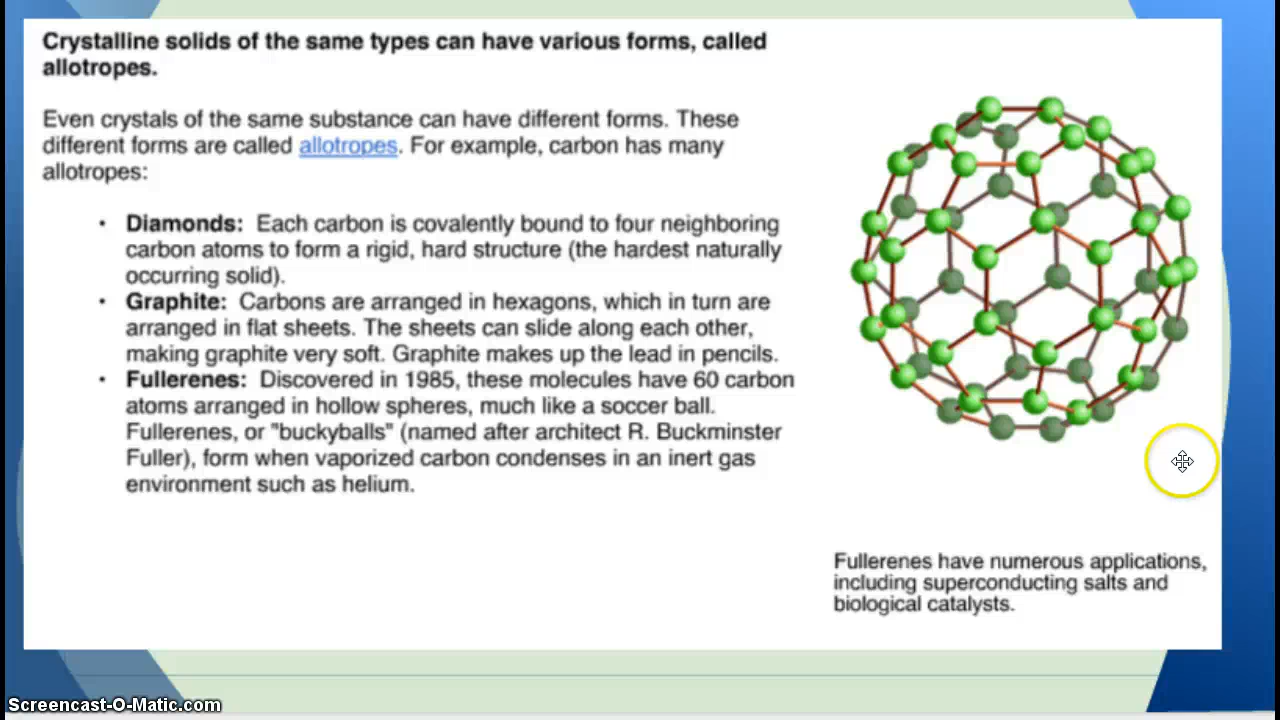 Crystalline solids of the same types can have various forms, called
allotropes.
Even crystals of the same substance can have different forms. These
different forms are called allotropes. For example, carbon has many
allotropes:
• Diamonds: Each carbon is covalently bound to four neighboring
carbon atoms to form a rigid, hard structure (the hardest naturally
occurring solid).
• Graphite: Carbons are arranged in hexagons, which in turn are
arranged in flat sheets. The sheets can slide along each other,
making graphite very soft. Graphite makes up the lead in pencils.
• Fullerenes: Discovered in 1985, these molecules have 60 carbon
atoms arranged in hollow spheres, much like a soccer ball.
Fullerenes, or "buckyballs" (named after architect R. Buckminster
Fuller), form when vaporized carbon condenses in an inert gas
environment such as helium.
Fullerenes have numerous applications,
including superconducting salts and
biological catalysts.
Screencast-O-Matic.com